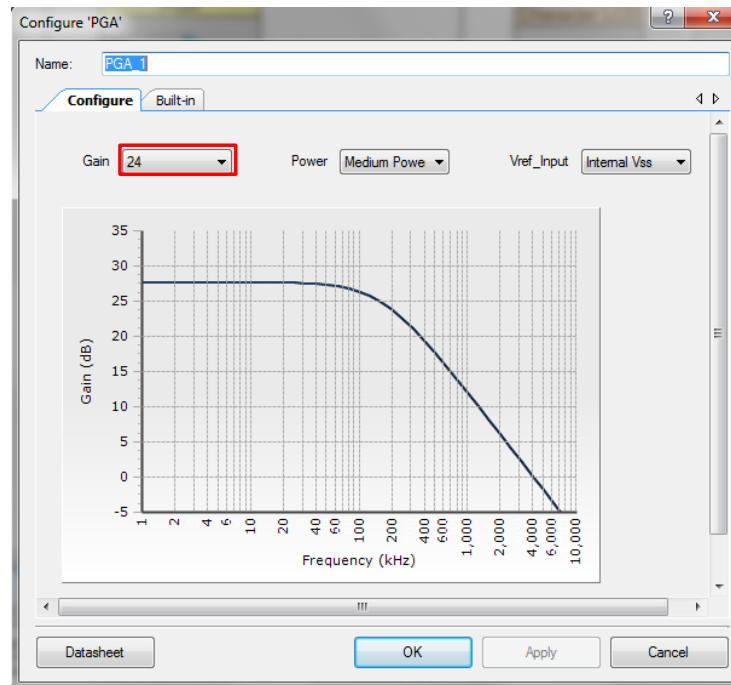 Configure 'PGA'
Name: PGA_1
Configure Built-in
Gain 24 Power Medium Powe Vref_Input Internal Vss
35
30
25
20
15
10
5
0
-5
Gain (dB)
1 2 4 6 10 20 40 60 100 200 400 600 1,000 2,000 4,000 6,000 10,000
Frequency (kHz)
Datasheet OK Apply Cancel